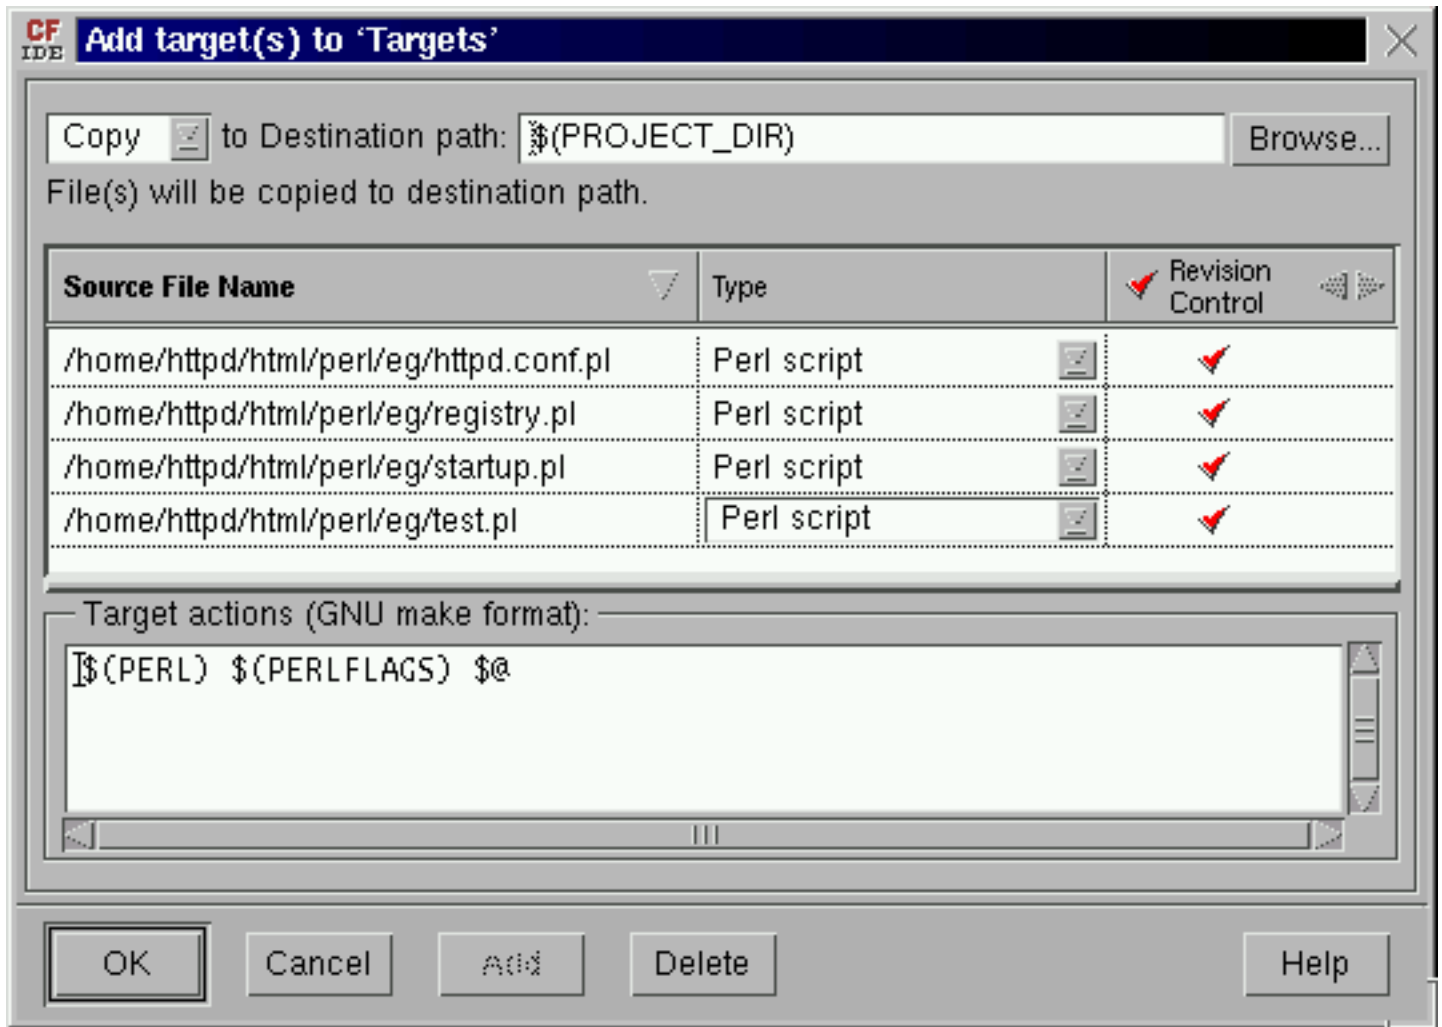 CF
IDE
Add target(s) to ‘Targets’
Copy to Destination path: $(PROJECT_DIR) Browse...
File(s) will be copied to destination path.
Source File Name Type Revision Control
/home/httpd/html/perl/eg/httpd.conf.pl Perl script
/home/httpd/html/perl/eg/registry.pl Perl script
/home/httpd/html/perl/eg/startup.pl Perl script
/home/httpd/html/perl/eg/test.pl Perl script
Target actions (GNU make format):
$(PERL) $(PERLFLAGS) $@
OK Cancel Add Delete Help